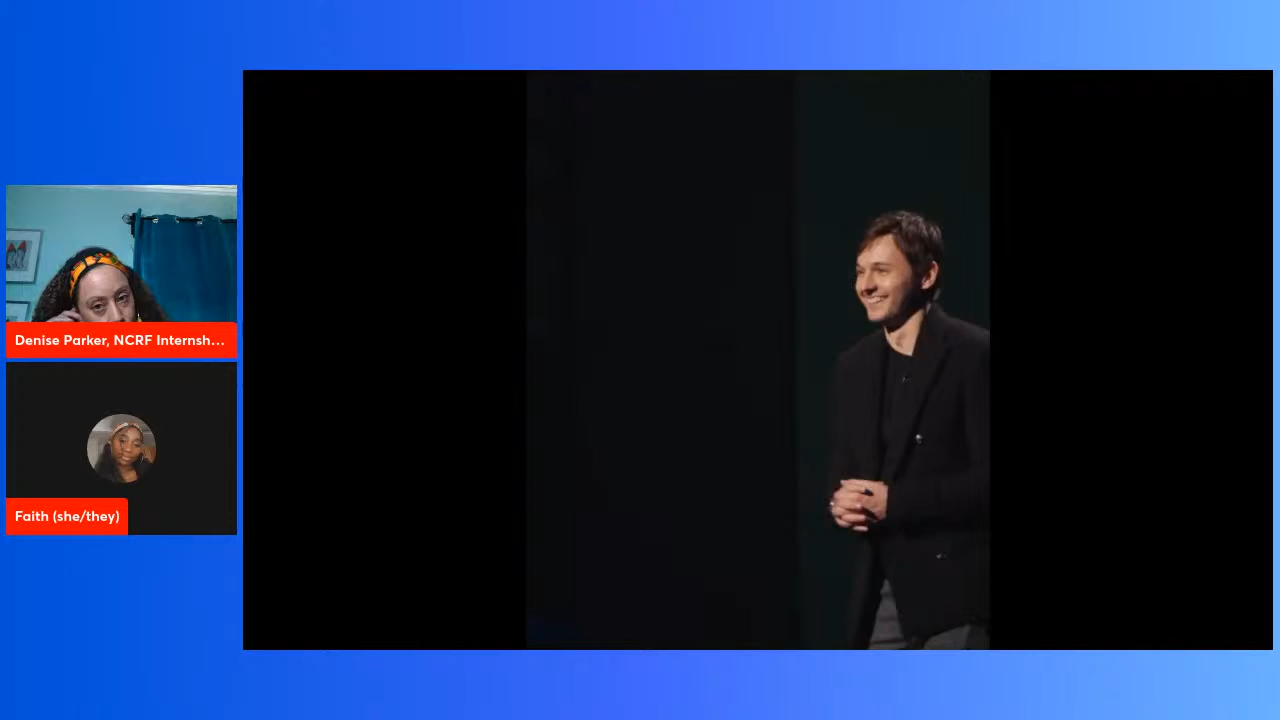 Denise Parker, NCRF Internsh...
Faith (she/they)